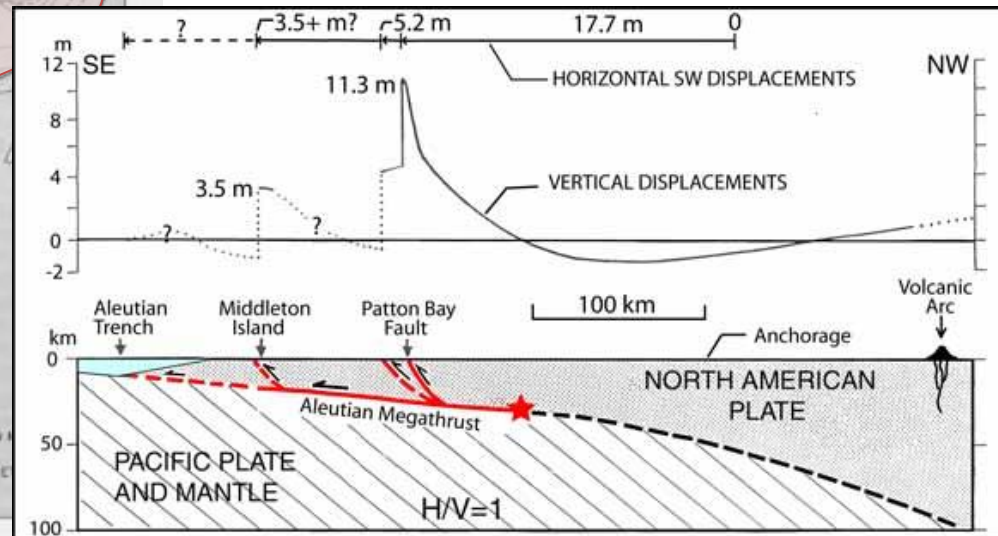 ? 3.5+ m? 5.2 m 17.7 m 0
m
12 SE NW
HORIZONTAL SW DISPLACEMENTS
11.3 m
8
4
3.5 m VERTICAL DISPLACEMENTS
? ?
0
-2
Aleutian Trench
Middleton Island
Patton Bay Fault
100 km
Volcanic Arc
Anchorage
km
0
NORTH AMERICAN
PLATE
Aleutian Megathrust
50
PACIFIC PLATE
AND MANTLE
H/V=1
100